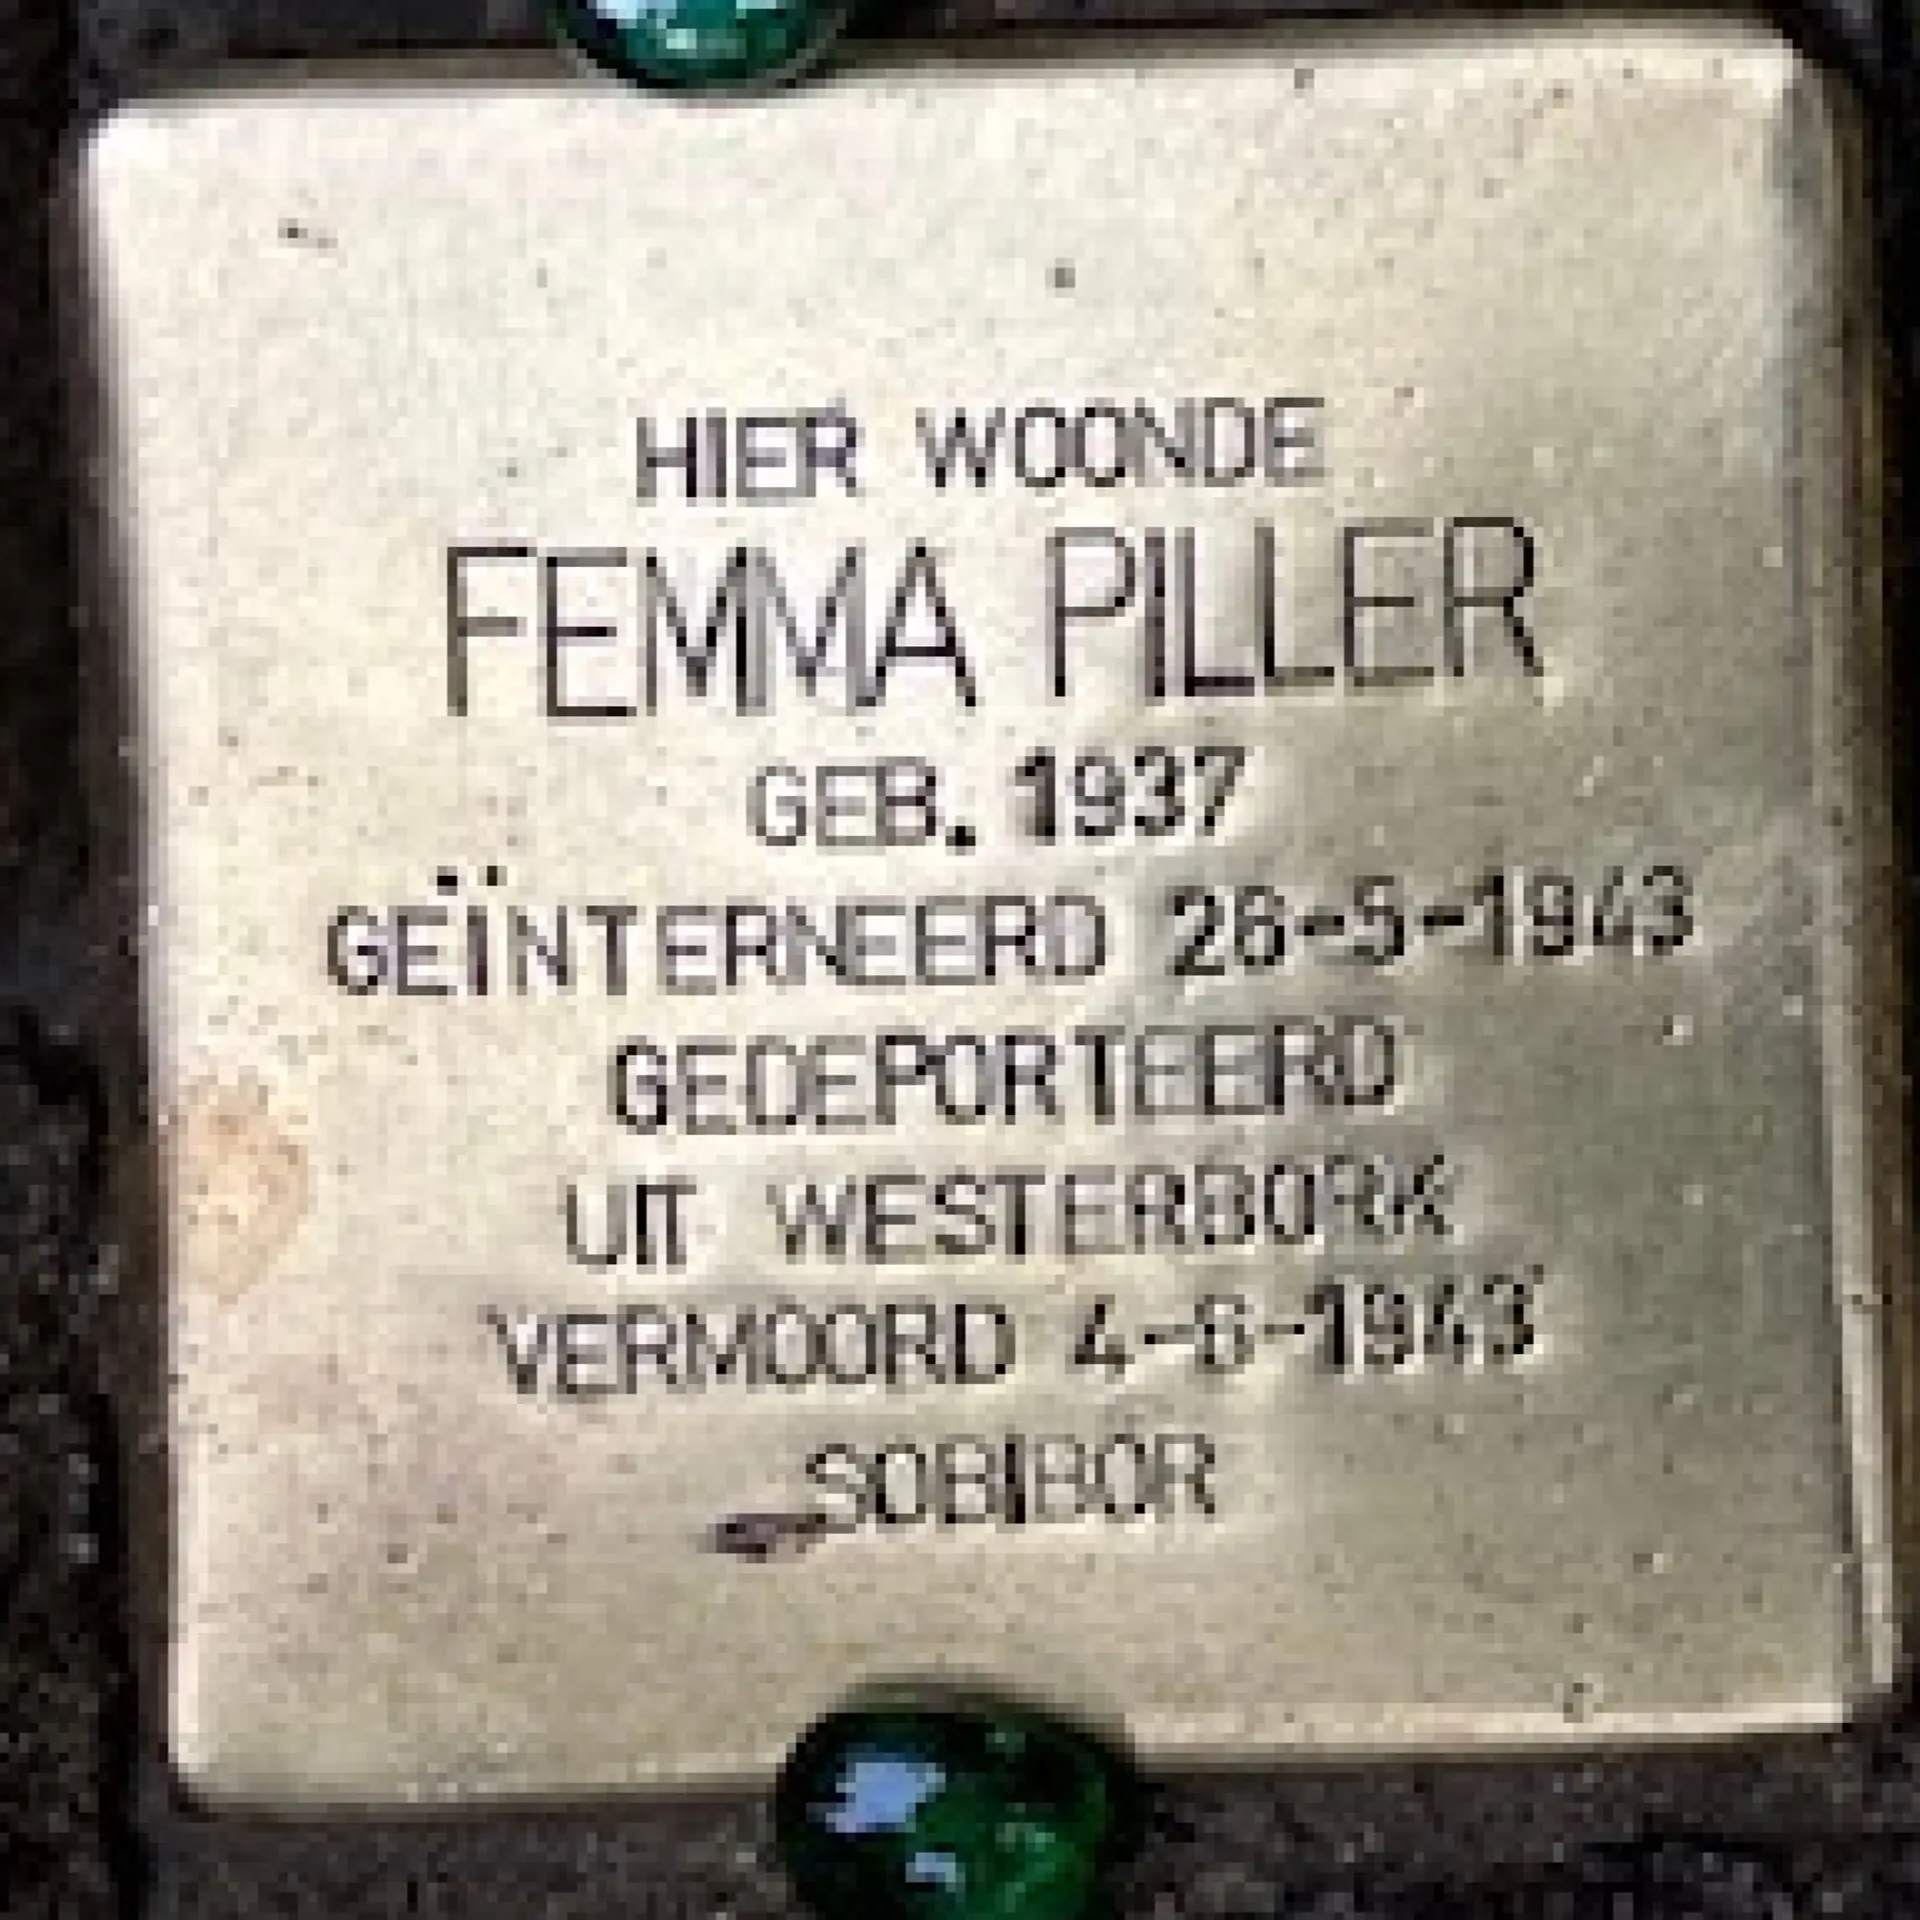 HIER WOONDE
FEMMA PILLER
GEB. 1937
GEÏNTERNEERD 26-5-1943
GEDEPORTEERD
UIT WESTERBORK
VERMOORD 4-6-1943
SOBIBOR